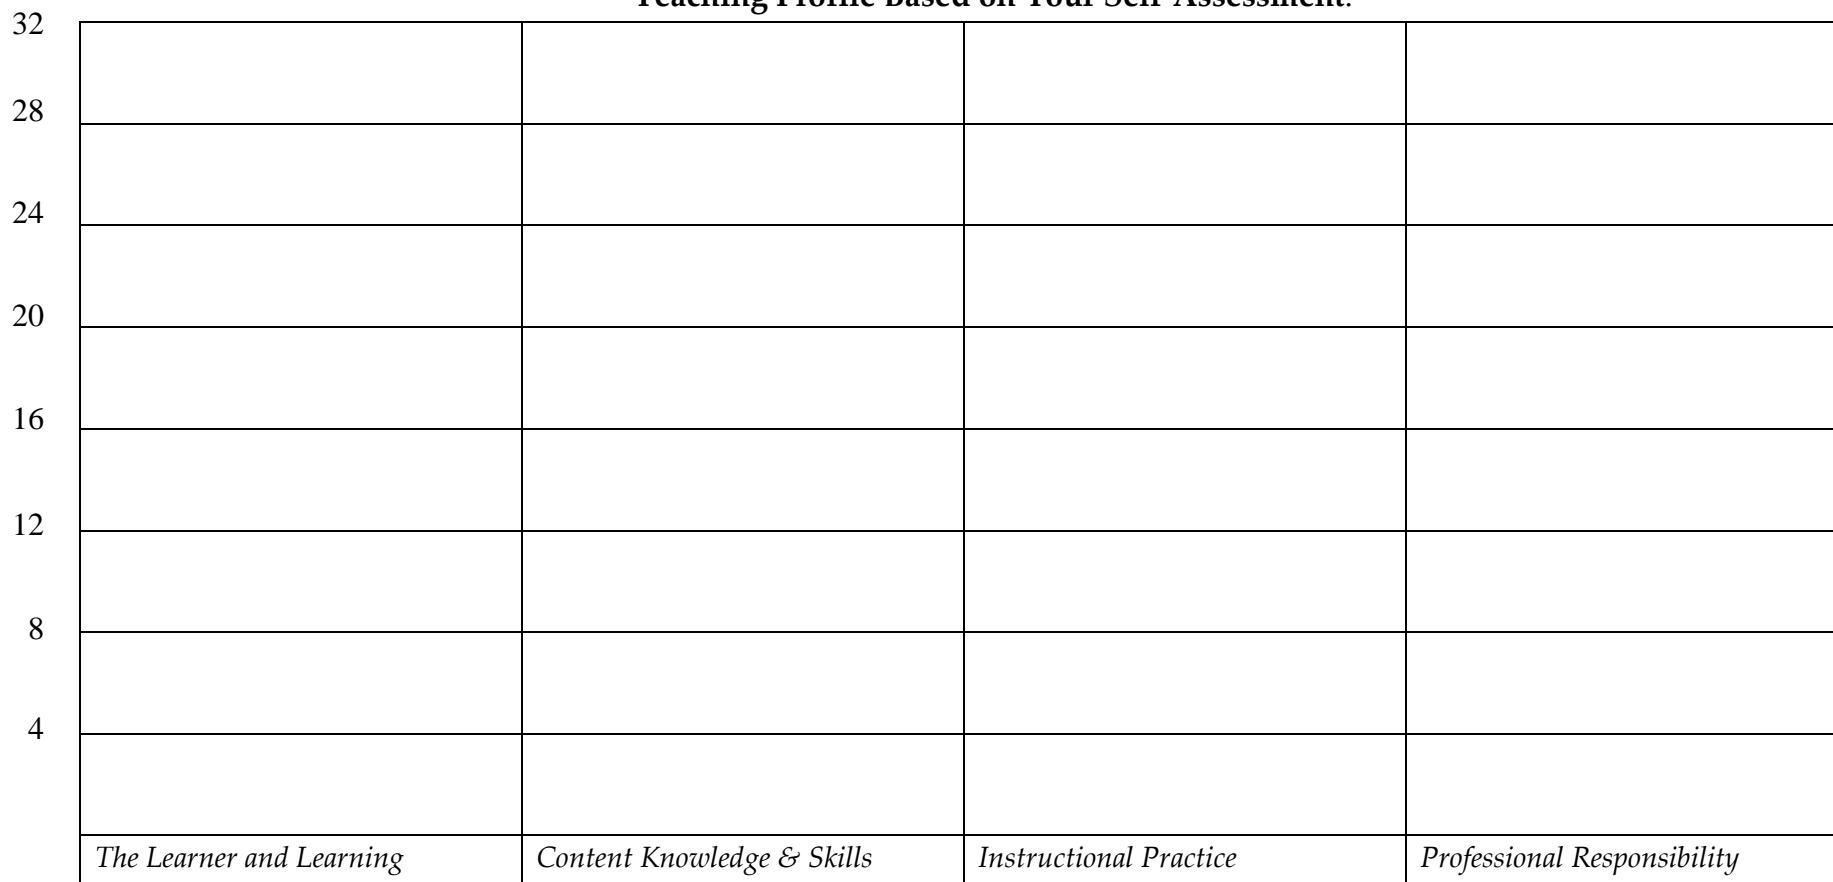 Teaching Profile Based on Your Self-Assessment.
32
28
24
20
16
12
8
4
The Learner and Learning
Content Knowledge & Skills
Instructional Practice
Professional Responsibility